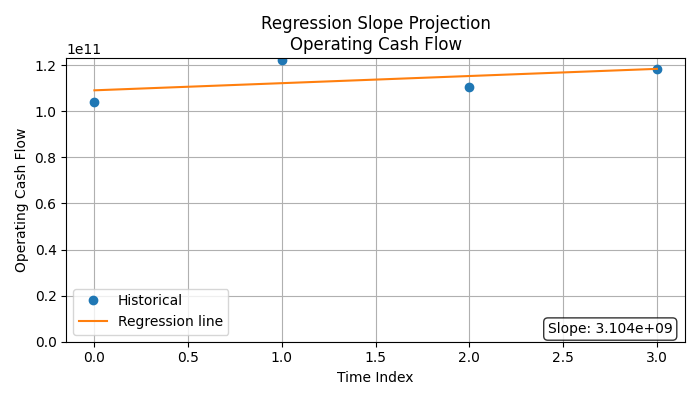 Regression Slope Projection
Operating Cash Flow
1e11
1.2
1.0
0.8
0.6
0.4
0.2
0.0
Operating Cash Flow
Historical
Regression line
Slope: 3.104e+09
0.0 0.5 1.0 1.5 2.0 2.5 3.0
Time Index